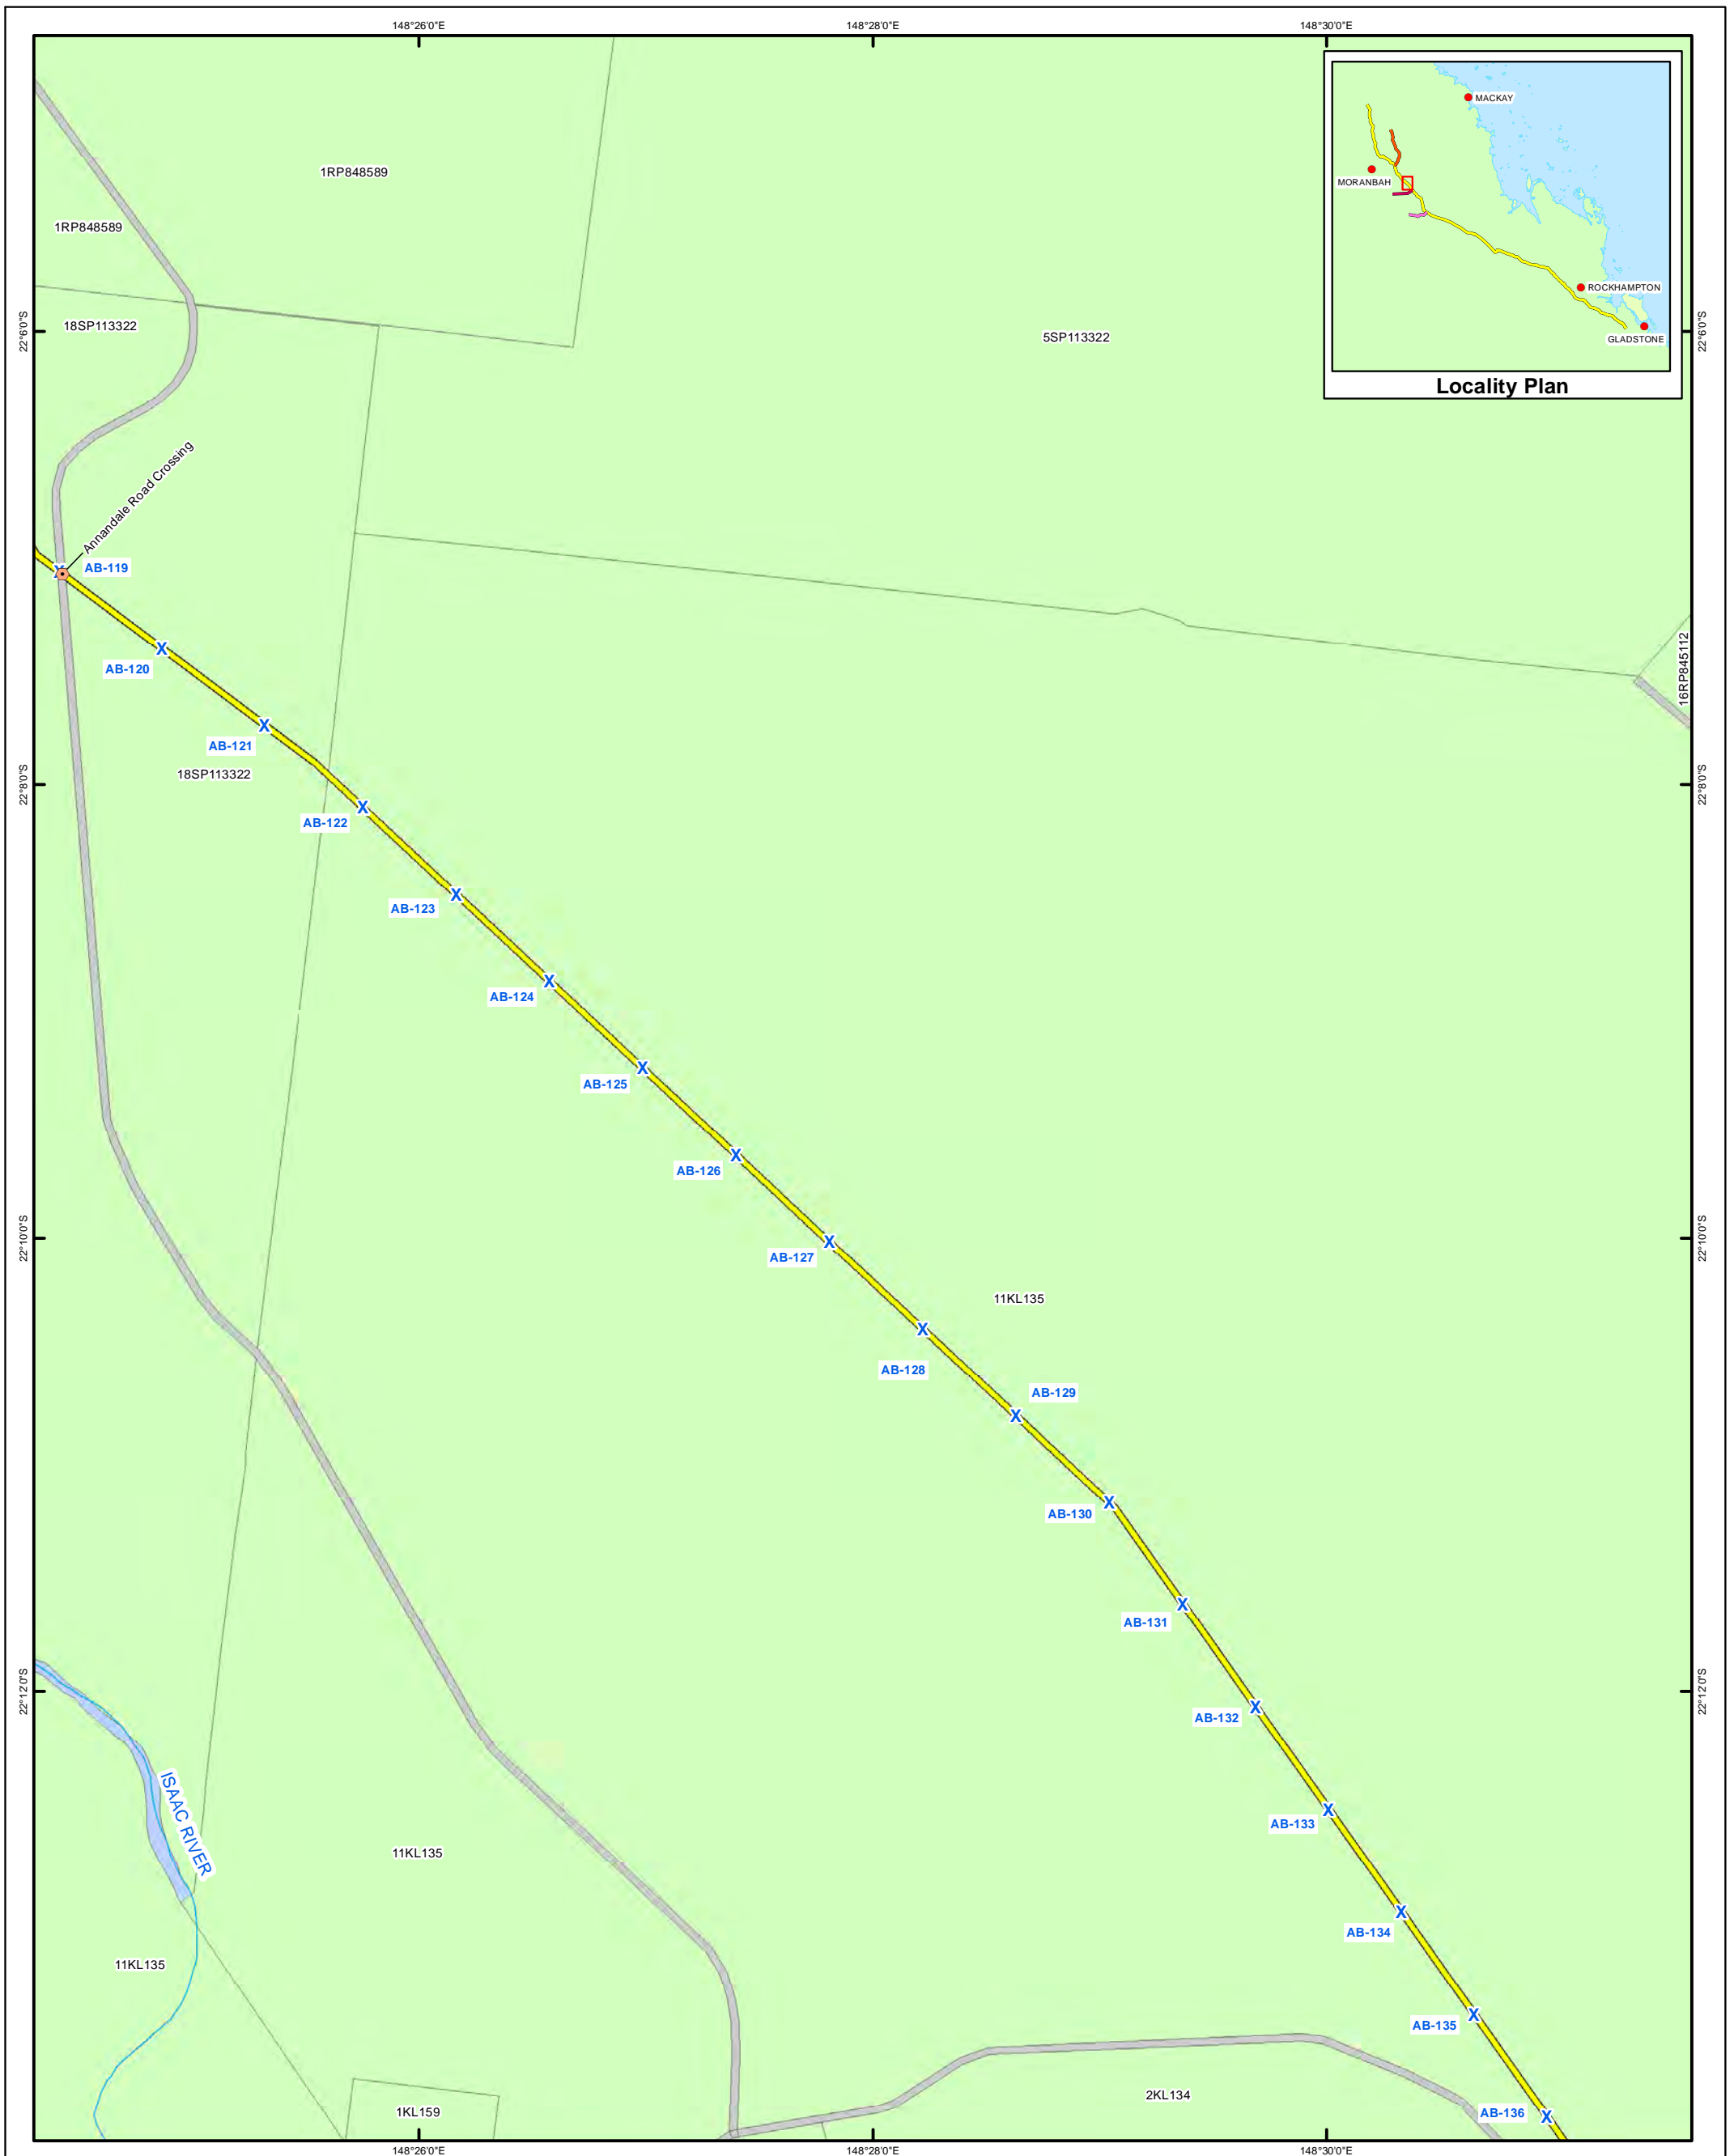 148°26'0"E
148°28'0"E
148°30'0"E
MACKAY
MORANBAH
ROCKHAMPTON
GLADSTONE
Locality Plan
1RP848589
1RP848589
18SP113322
5SP113322
22°6'0"S
22°6'0"S
Annandale Road Crossing
AB-119
AB-120
16RP845112
AB-121
18SP113322
22°8'0"S
22°8'0"S
AB-122
AB-123
AB-124
AB-125
AB-126
22°10'0"S
22°10'0"S
AB-127
11KL135
AB-128
AB-129
AB-130
AB-131
22°12'0"S
22°12'0"S
AB-132
ISAAC RIVER
AB-133
11KL135
AB-134
11KL135
AB-135
2KL134
1KL159
AB-136
148°26'0"E
148°28'0"E
148°30'0"E